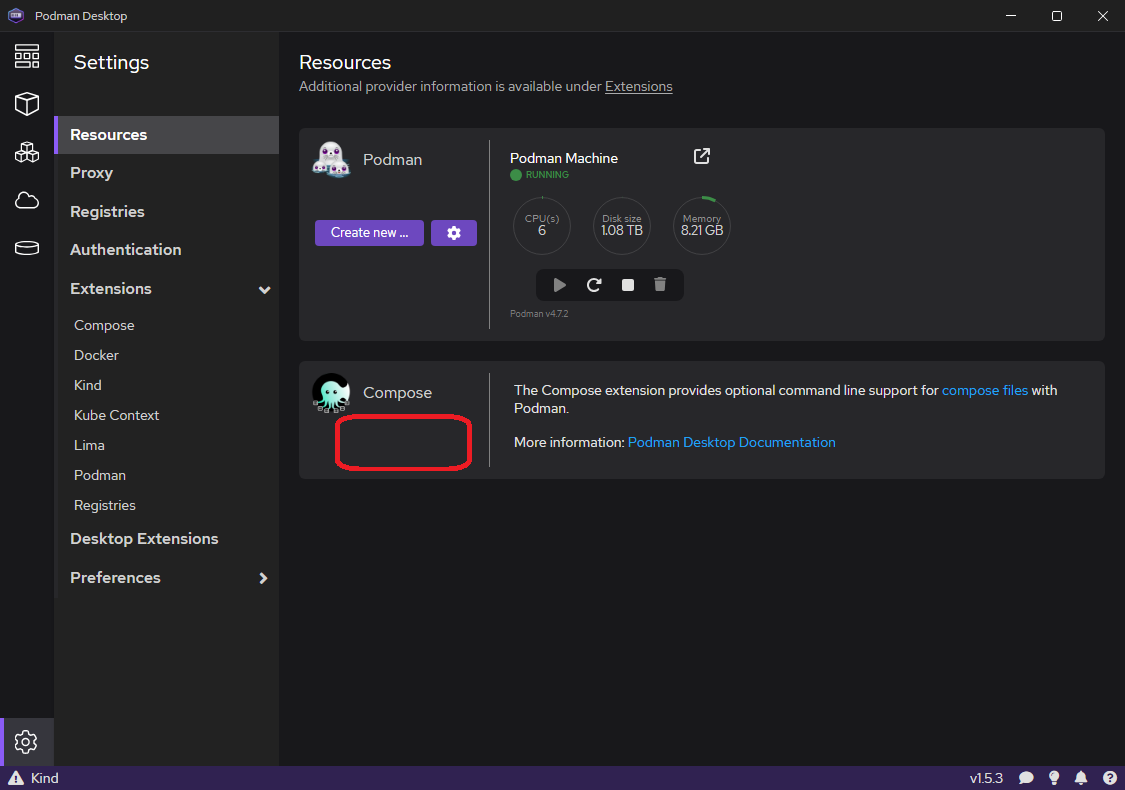 Podman Desktop
Settings
Resources
Proxy
Registries
Authentication
Extensions
Compose
Docker
Kind
Kube Context
Lima
Podman
Registries
Desktop Extensions
Preferences
Resources
Additional provider information is available under Extensions
Podman
Create new ...
Podman Machine
RUNNING
CPU(s)
6
Disk size
1.08 TB
Memory
8.21 GB
Podman v4.7.2
Compose
The Compose extension provides optional command line support for compose files with
Podman.
More information: Podman Desktop Documentation
Kind
v1.5.3